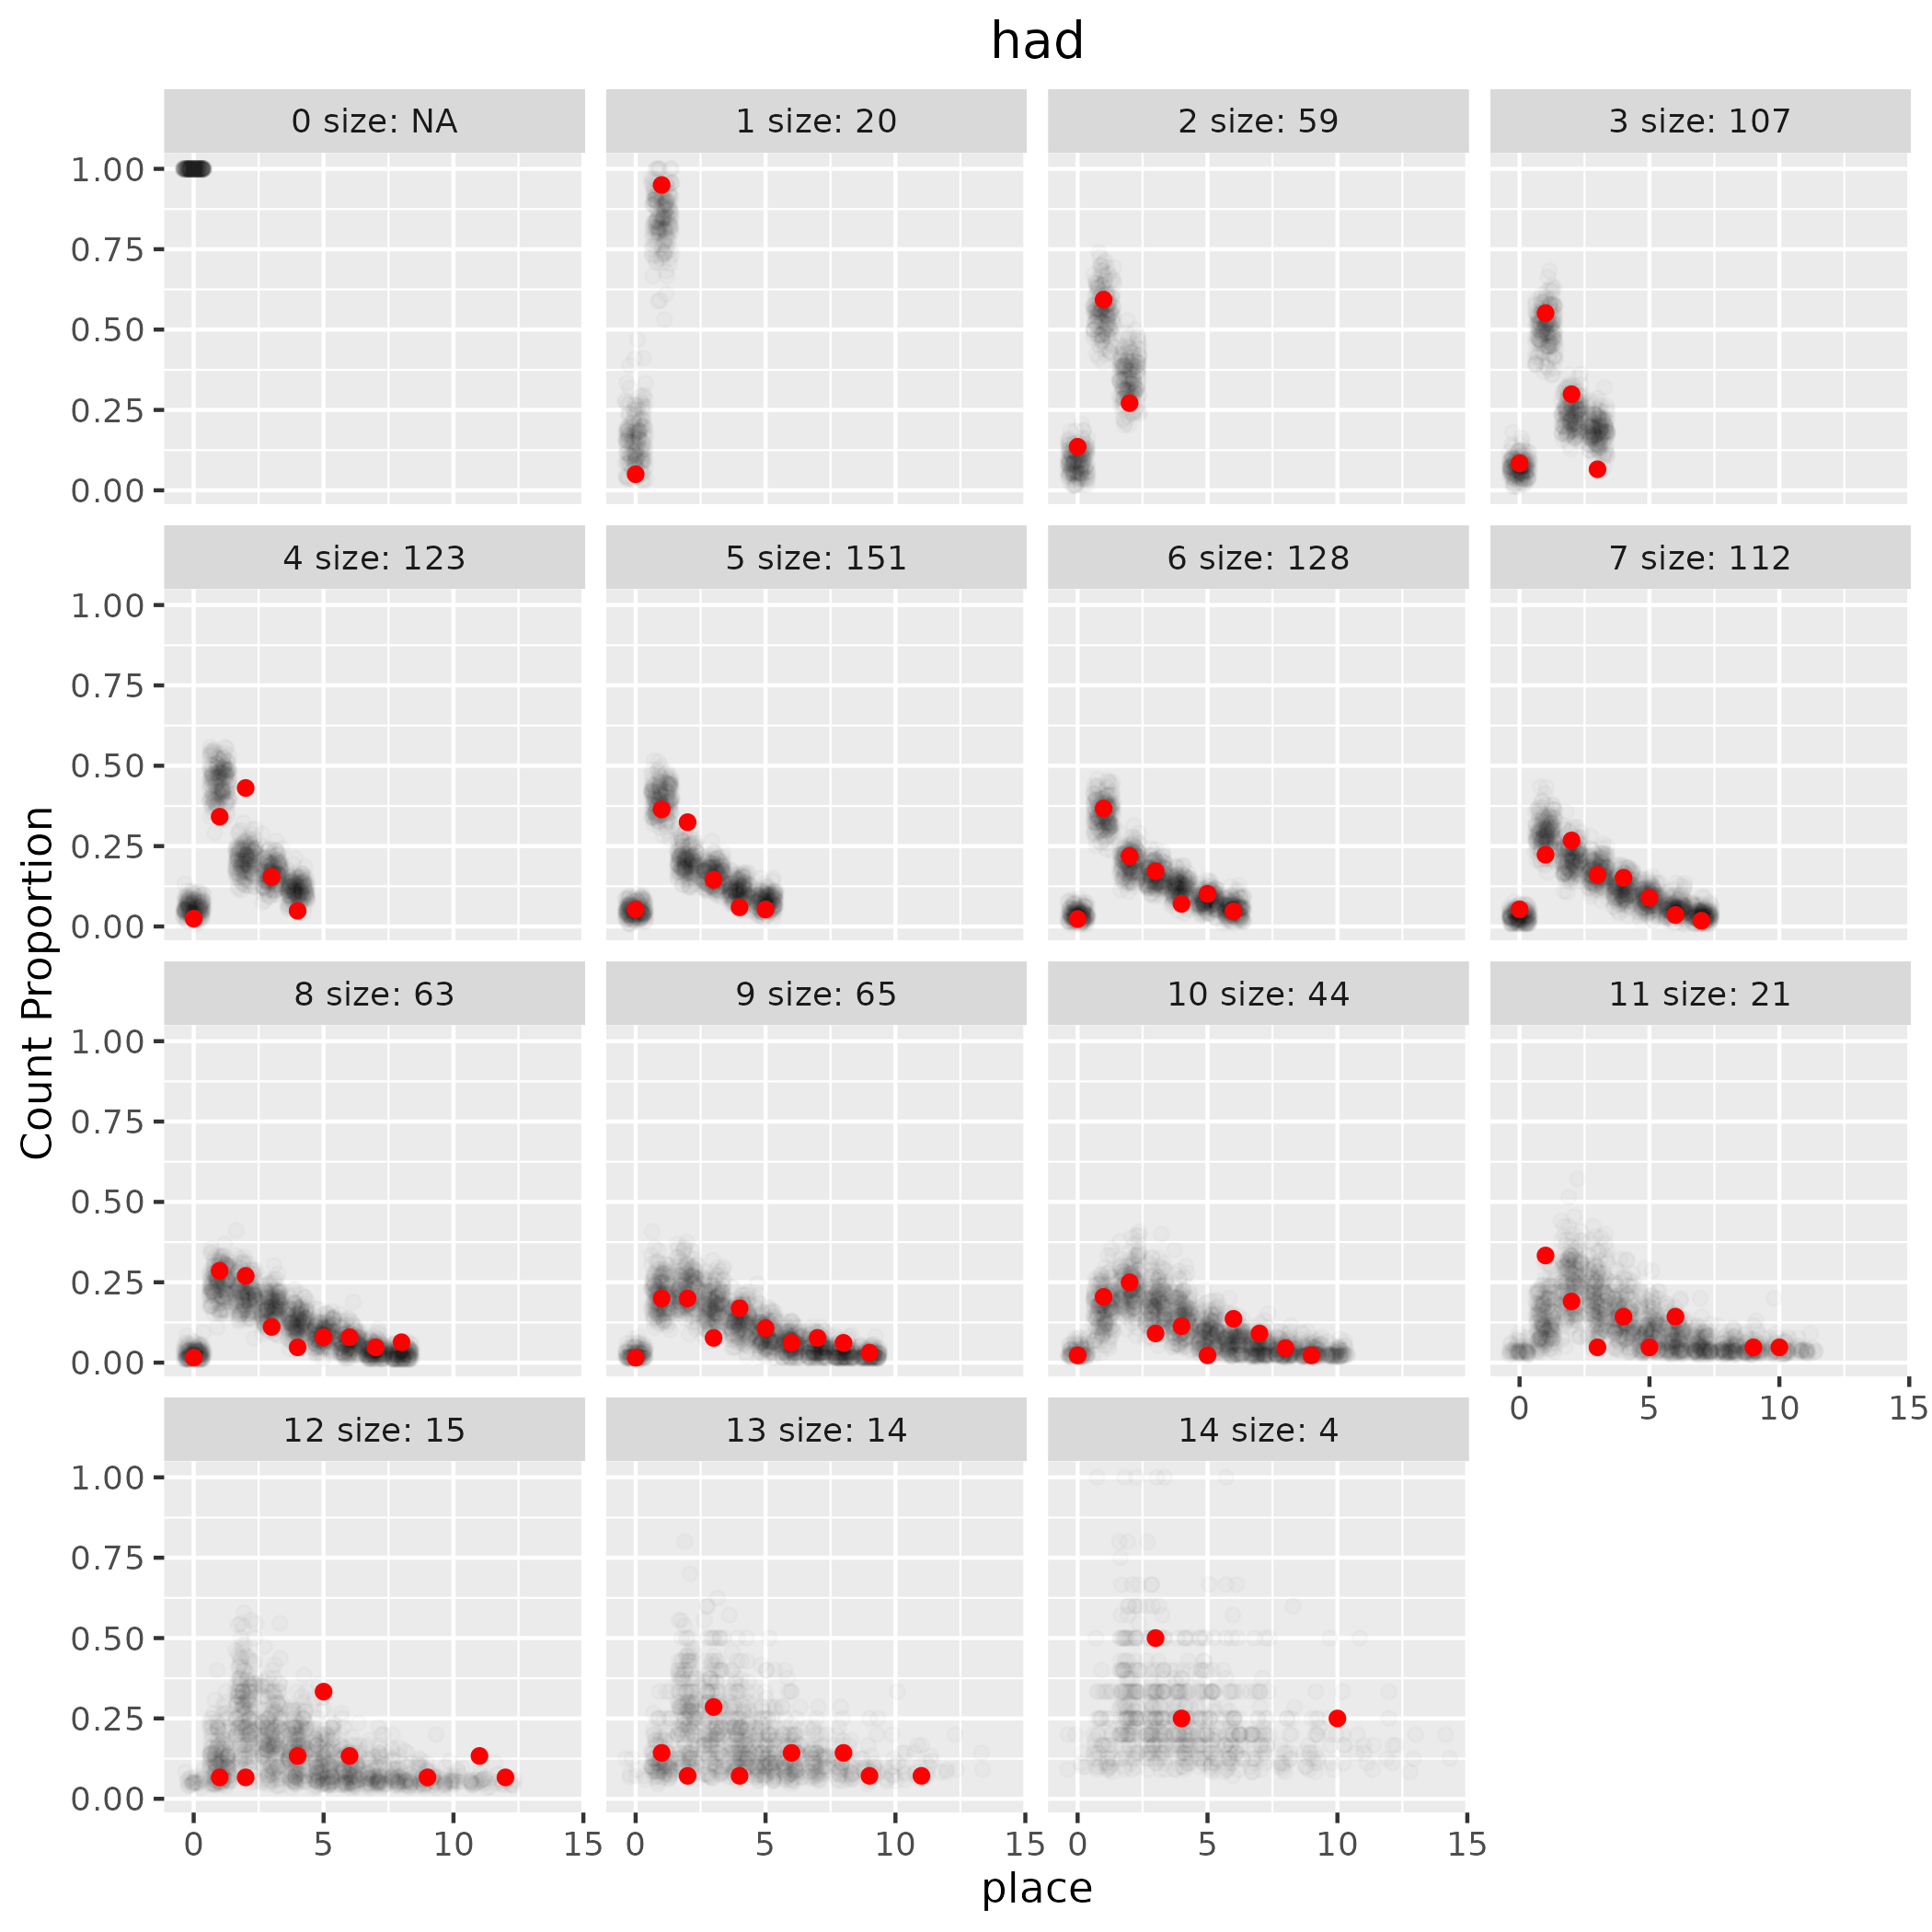 had
0 size: NA
1 size: 20
2 size: 59
3 size: 107
1.00
0.75
0.50
0.25
0.00
4 size: 123
5 size: 151
6 size: 128
7 size: 112
1.00
0.75
0.50
0.25
0.00
Count Proportion
8 size: 63
9 size: 65
10 size: 44
11 size: 21
1.00
0.75
0.50
0.25
0.00
0 5 10 15
12 size: 15
13 size: 14
14 size: 4
1.00
0.75
0.50
0.25
0.00
0 5 10 15
0 5 10 15
0 5 10 15
place